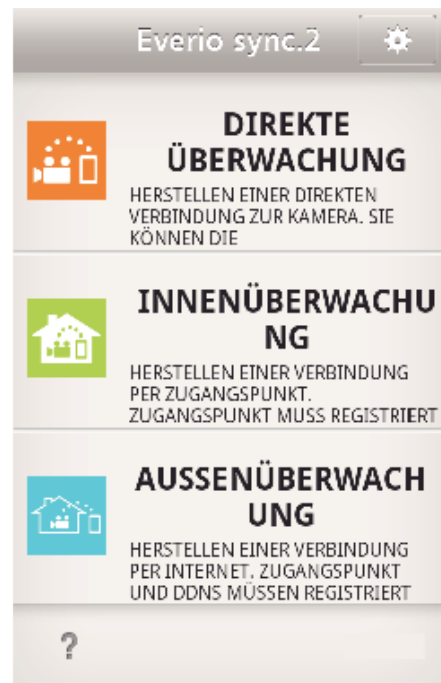 Everio sync.2
DIREKTE
ÜBERWACHUNG
HERSTELLEN EINER DIREKTEN
VERBINDUNG ZUR KAMERA. SIE
KÖNNEN DIE
INNENÜBERWACHU
NG
HERSTELLEN EINER VERBINDUNG
PER ZUGANGSPUNKT.
ZUGANGSPUNKT MUSS REGISTRIERT
AUSSENÜBERWACH
UNG
HERSTELLEN EINER VERBINDUNG
PER INTERNET. ZUGANGSPUNKT
UND DDNS MÜSSEN REGISTRIERT
?